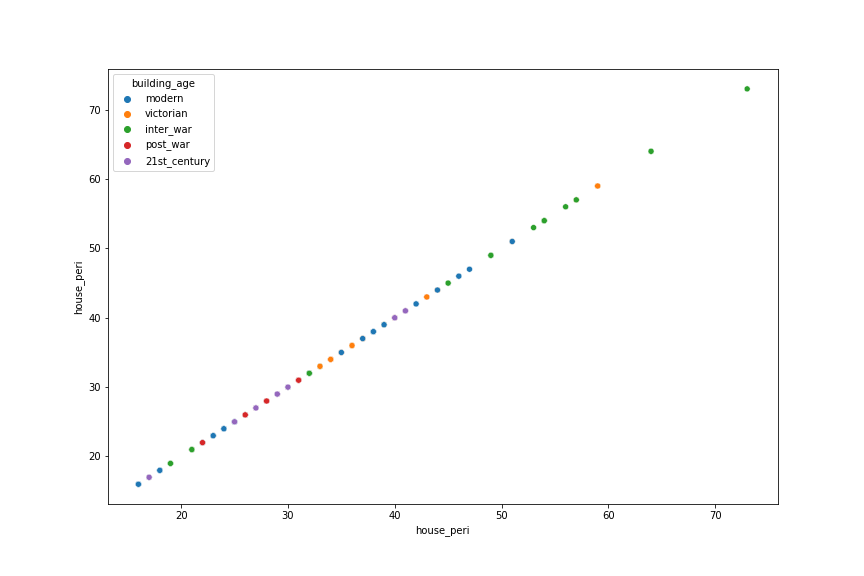 building_age
modern
victorian
inter_war
post_war
21st_century
70
60
50
40
30
20
house_peri
20 30 40 50 60 70
house_peri